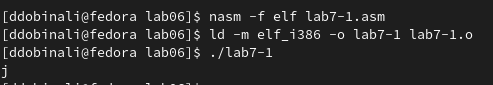 [ddobinali@fedora lab06]$ nasm -f elf lab7-1.asm
[ddobinali@fedora lab06]$ ld -m elf_i386 -o lab7-1 lab7-1.o
[ddobinali@fedora lab06]$ ./lab7-1
j